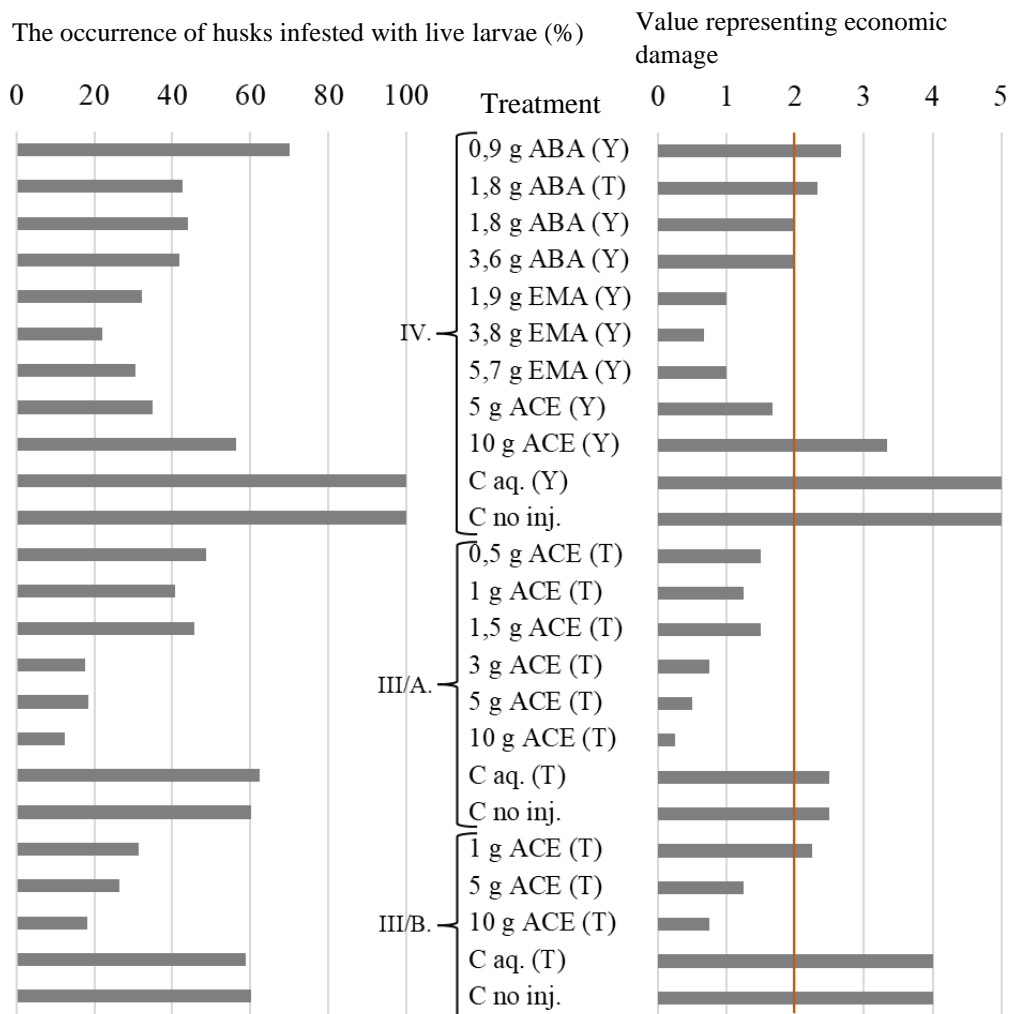 The occurrence of husks infested with live larvae (%)
Value representing economic
damage
0 20 40 60 80 100
Treatment
0 1 2 3 4 5
0,9 g ABA (Y)
1,8 g ABA (T)
1,8 g ABA (Y)
3,6 g ABA (Y)
1,9 g EMA (Y)
IV.
3,8 g EMA (Y)
5,7 g EMA (Y)
5 g ACE (Y)
10 g ACE (Y)
C aq. (Y)
C no inj.
0,5 g ACE (T)
1 g ACE (T)
1,5 g ACE (T)
3 g ACE (T)
III/A.
5 g ACE (T)
10 g ACE (T)
C aq. (T)
C no inj.
1 g ACE (T)
5 g ACE (T)
III/B.
10 g ACE (T)
C aq. (T)
C no inj.